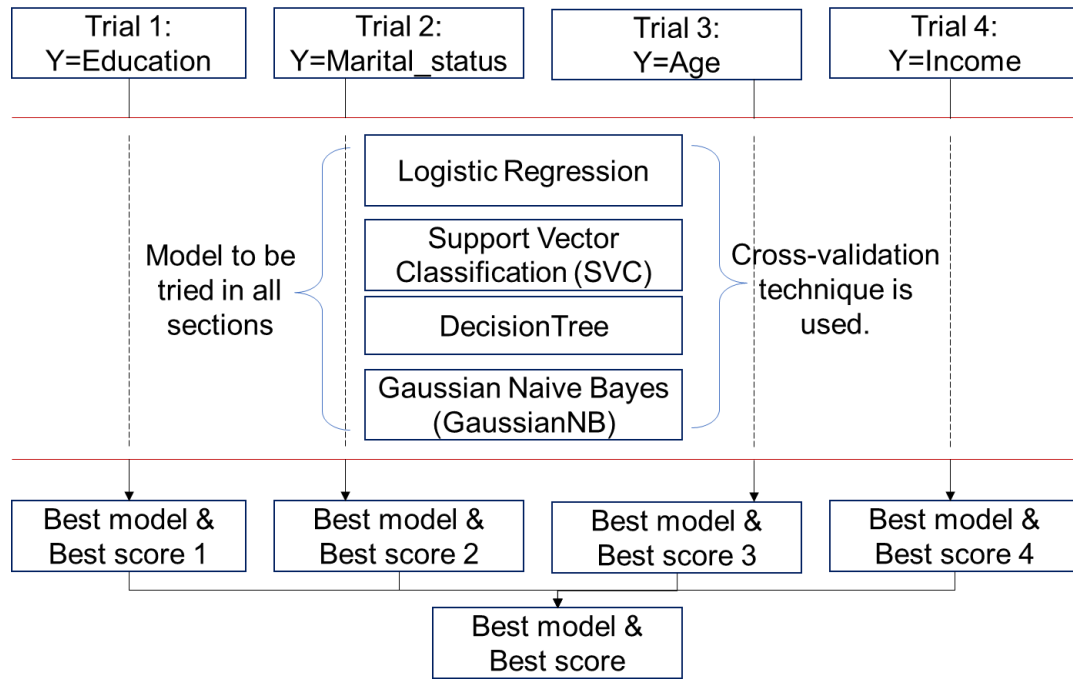 Trial 1:
Y=Education
Trial 2:
Y=Marital_status
Trial 3:
Y=Age
Trial 4:
Y=Income
Model to be
tried in all
sections
Logistic Regression
Support Vector
Classification (SVC)
DecisionTree
Gaussian Naive Bayes
(GaussianNB)
Cross-validation
technique is
used.
Best model &
Best score 1
Best model &
Best score 2
Best model &
Best score 3
Best model &
Best score 4
Best model &
Best score